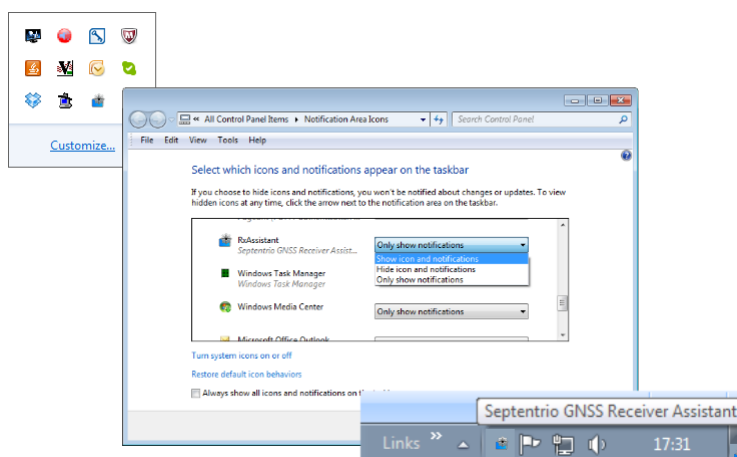 Customize...
All Control Panel Items
Notification Area Icons
Search Control Panel
File Edit View Tools Help
Select which icons and notifications appear on the taskbar
If you choose to hide icons and notifications, you won't be notified about changes or updates. To view
hidden icons at any time, click the arrow next to the notification area on the taskbar.
RxAssistant
Only show notifications
Septentrio GNSS Receiver Assist...
Show icon and notifications
Hide icon and notifications
Only show notifications
Windows Task Manager
Windows Task Manager
Windows Media Center
Only show notifications
Microsoft Office Outlook
Turn system icons on or off
Restore default icon behaviors
Always show all icons and notifications on
Septentrio GNSS Receiver Assistant
Links
17:31